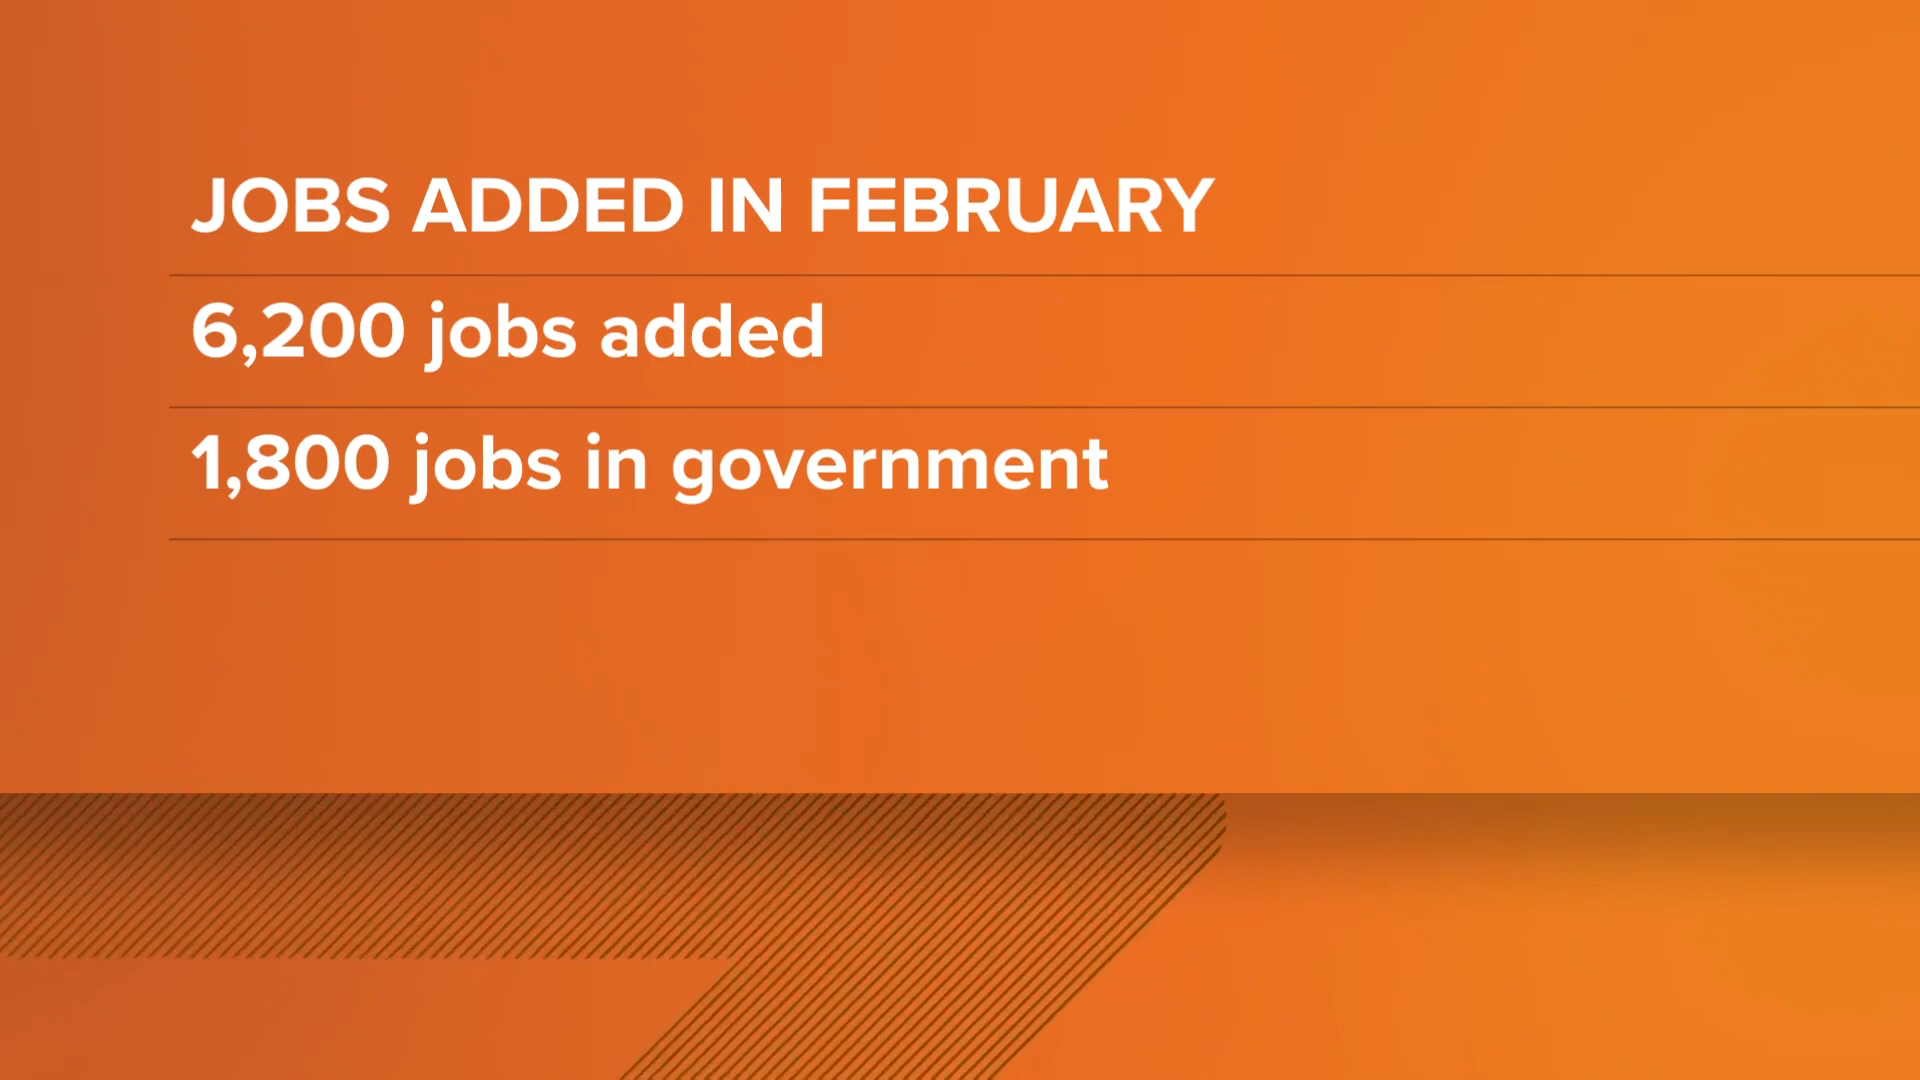 JOBS ADDED IN FEBRUARY
6,200 jobs added
1,800 jobs in government